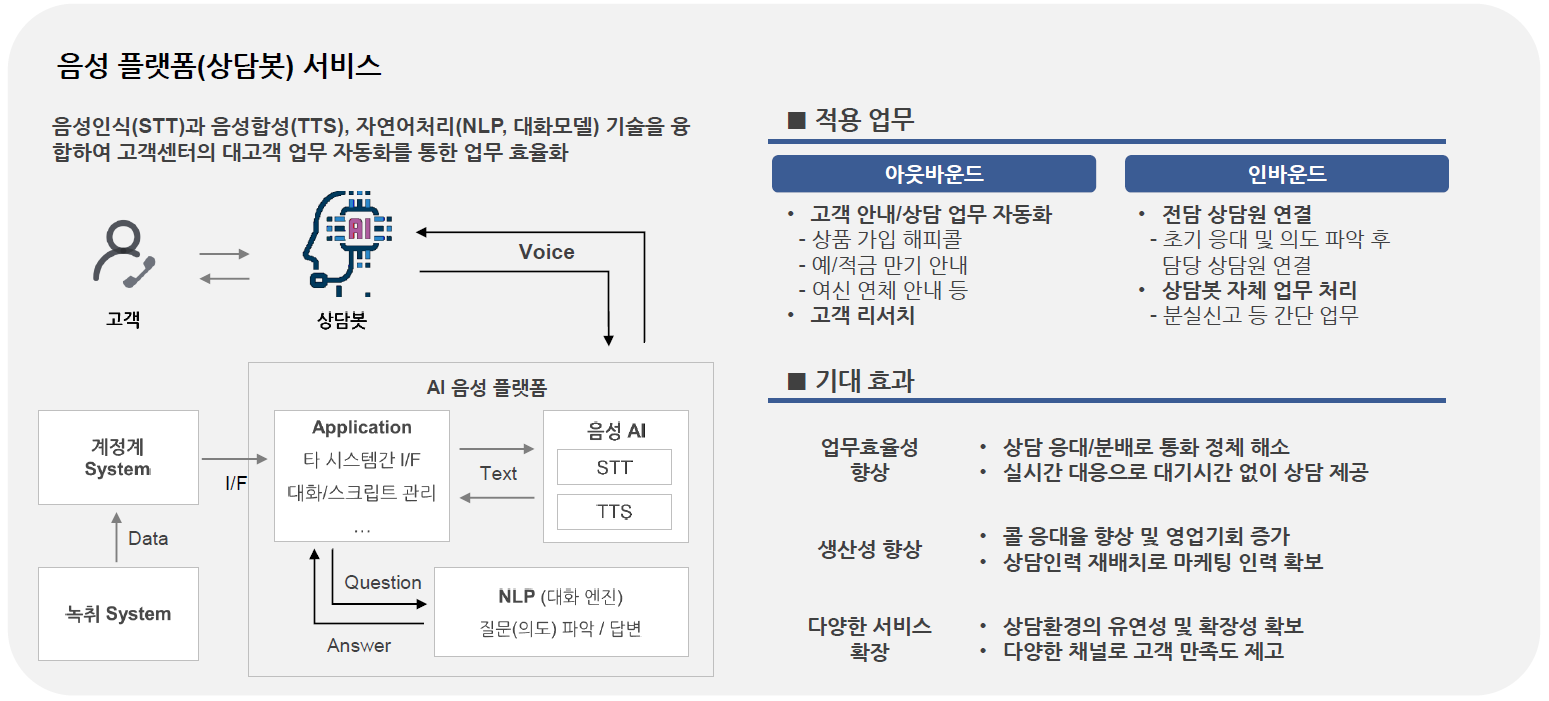 음성 플랫폼(상담봇) 서비스
음성인식(STT)과 음성합성(TTS), 자연어처리(NLP, 대화모델) 기술을 융
합하여 고객센터의 대고객 업무 자동화를 통한 업무 효율화
AI
Voice
고객
상담봇
AI 음성 플랫폼
계정계
System
I/F
Data
녹취 System
Application
타 시스템간 I/F
대화/스크립트 관리
...
Text
음성 AI
STT
TTS
Question
Answer
NLP (대화 엔진)
질문(의도) 파악 / 답변
■ 적용 업무
아웃바운드
• 고객 안내/상담 업무 자동화
- 상품 가입 해피콜
- 예/적금 만기 안내
- 여신 연체 안내 등
• 고객 리서치
인바운드
• 전담 상담원 연결
- 초기 응대 및 의도 파악 후
담당 상담원 연결
• 상담봇 자체 업무 처리
- 분실신고 등 간단 업무
■ 기대 효과
업무효율성
향상
• 상담 응대/분배로 통화 정체 해소
• 실시간 대응으로 대기시간 없이 상담 제공
생산성 향상
• 콜 응대율 향상 및 영업기회 증가
• 상담인력 재배치로 마케팅 인력 확보
다양한 서비스
확장
• 상담환경의 유연성 및 확장성 확보
• 다양한 채널로 고객 만족도 제고